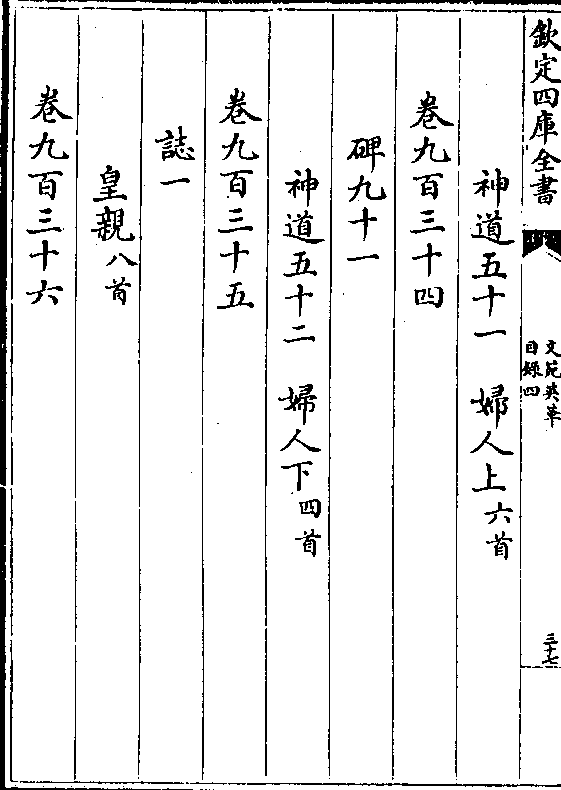 欽定四庫全書
文苑英華
目錄四
三十七
神道五十一　婦人上六首
卷九百三十四
碑九十一
神道五十二　婦人下四首
卷九百三十五
誌一
皇親八首
卷九百三十六